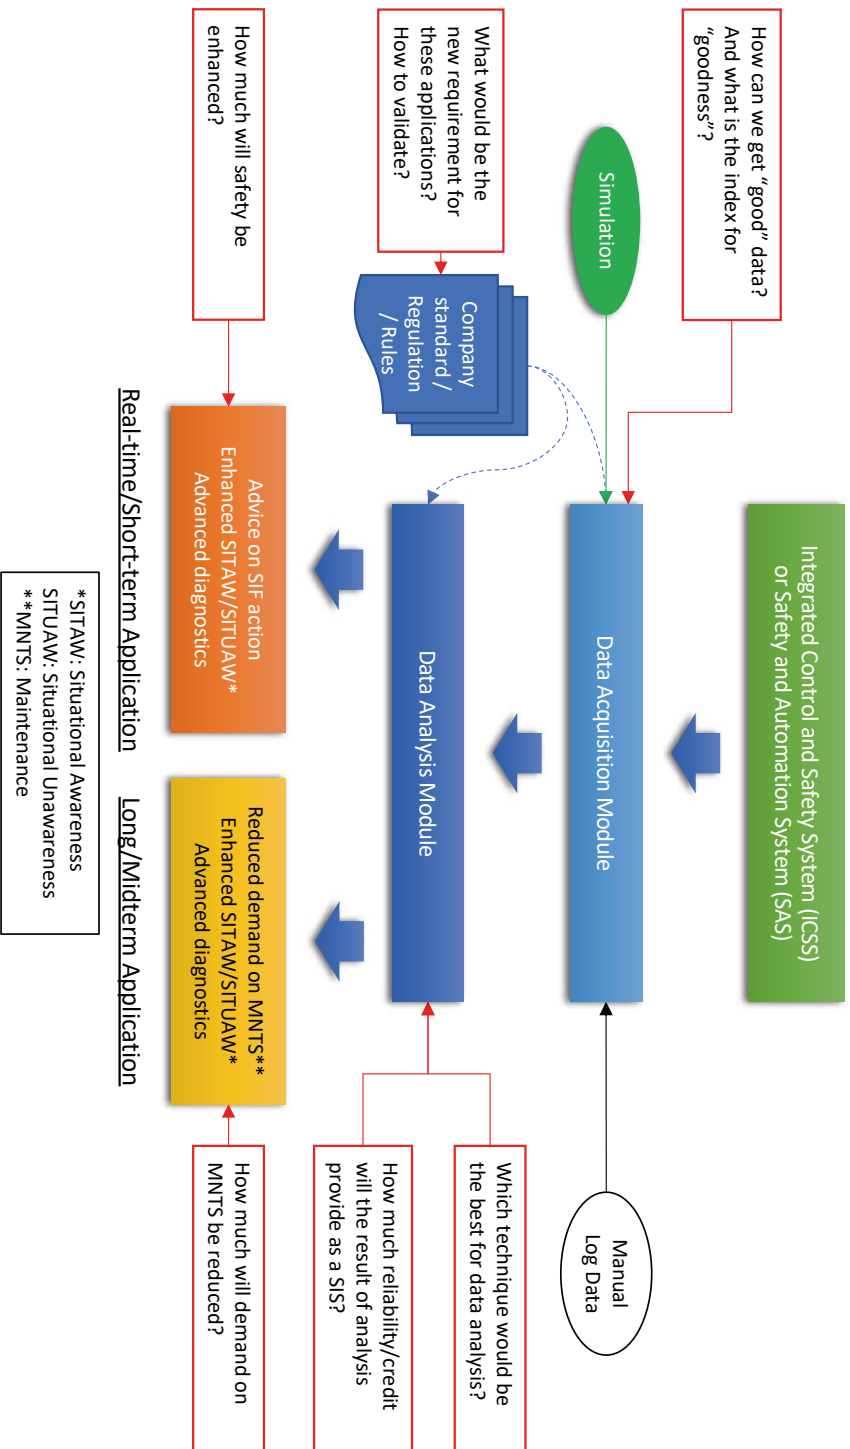 Integrated Control and Safety System (ICSS)
or Safety and Automation System (SAS)
How can we get “good” data?
And what is the index for
“goodness”?
Simulation
Data Acquisition Module
Manual
Log Data
What would be the
new requirement for
these applications?
How to validate?
Company
standard /
Regulation
/ Rules
Data Analysis Module
Which technique would be
the best for data analysis?
How much reliability/credit
will the result of analysis
provide as a SIS?
How much will safety be
enhanced?
Advice on SIF action
Enhanced SITAW/SITUAW*
Advanced diagnostics
Reduced demand on MNTS**
Enhanced SITAW/SITUAW*
Advanced diagnostics
How much will demand on
MNTS be reduced?
Real-time/Short-term Application
Long/Midterm Application
*SITAW: Situational Awareness
SITUAW: Situational Unawareness
**MNTS: Maintenance